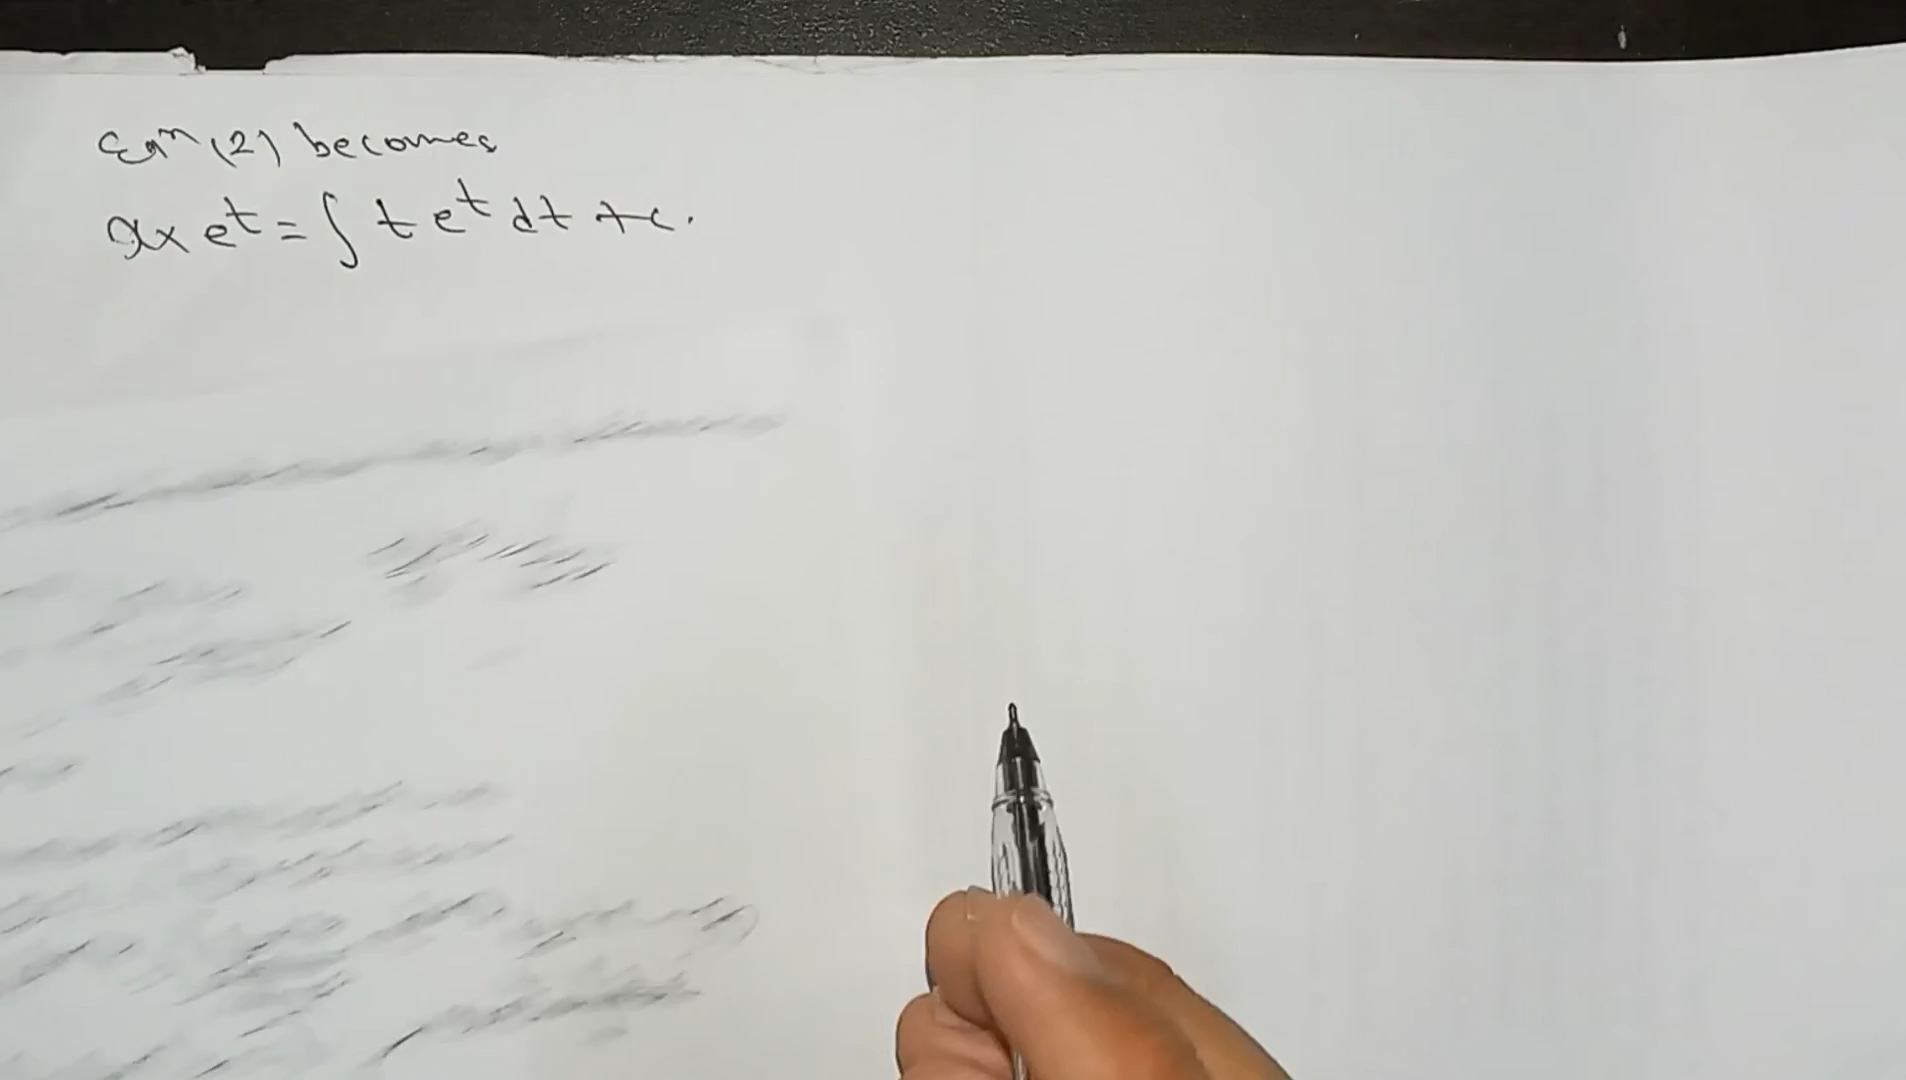 Eqⁿ (2) becomes
x × e^t = ∫ t e^t dt + c.